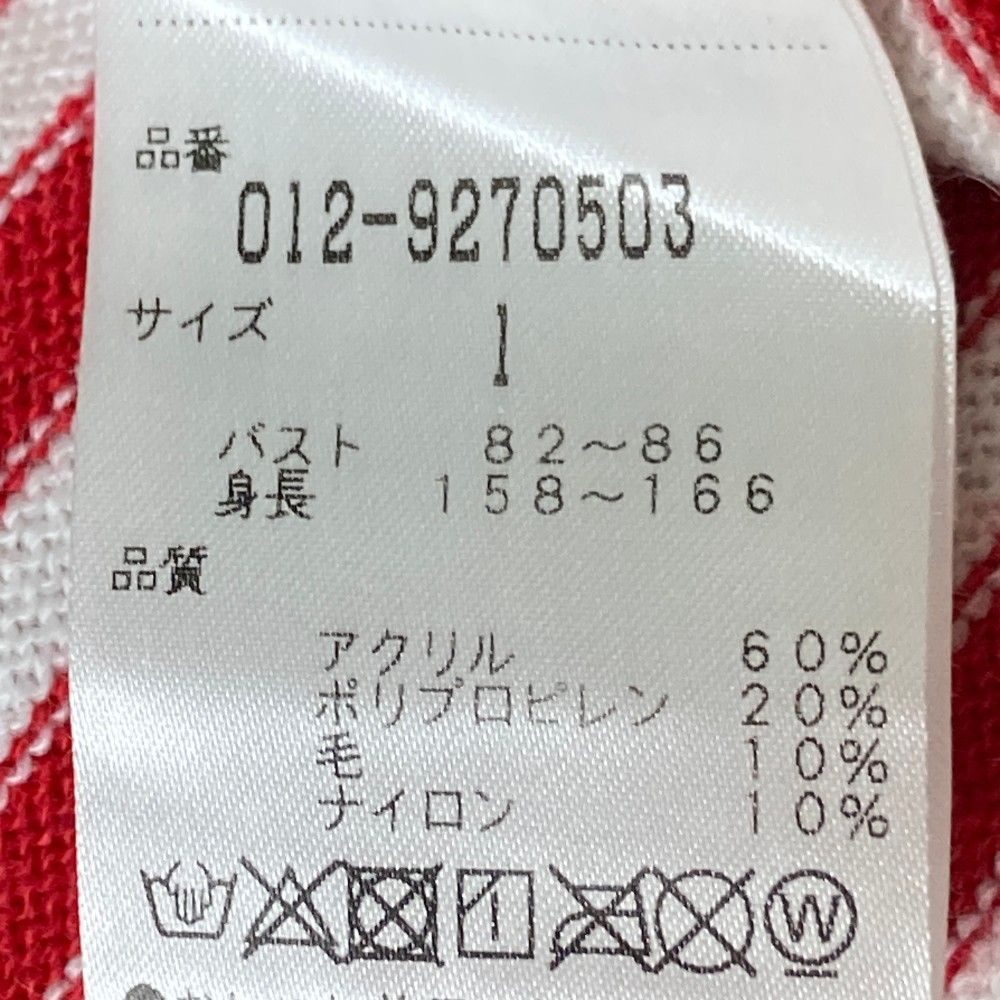 品番
012-9270503
サイズ 1
バスト 82～86
身長 158～166
品質
アクリル 60%
ポリプロピレン 20%
毛 10%
ナイロン 10%
W